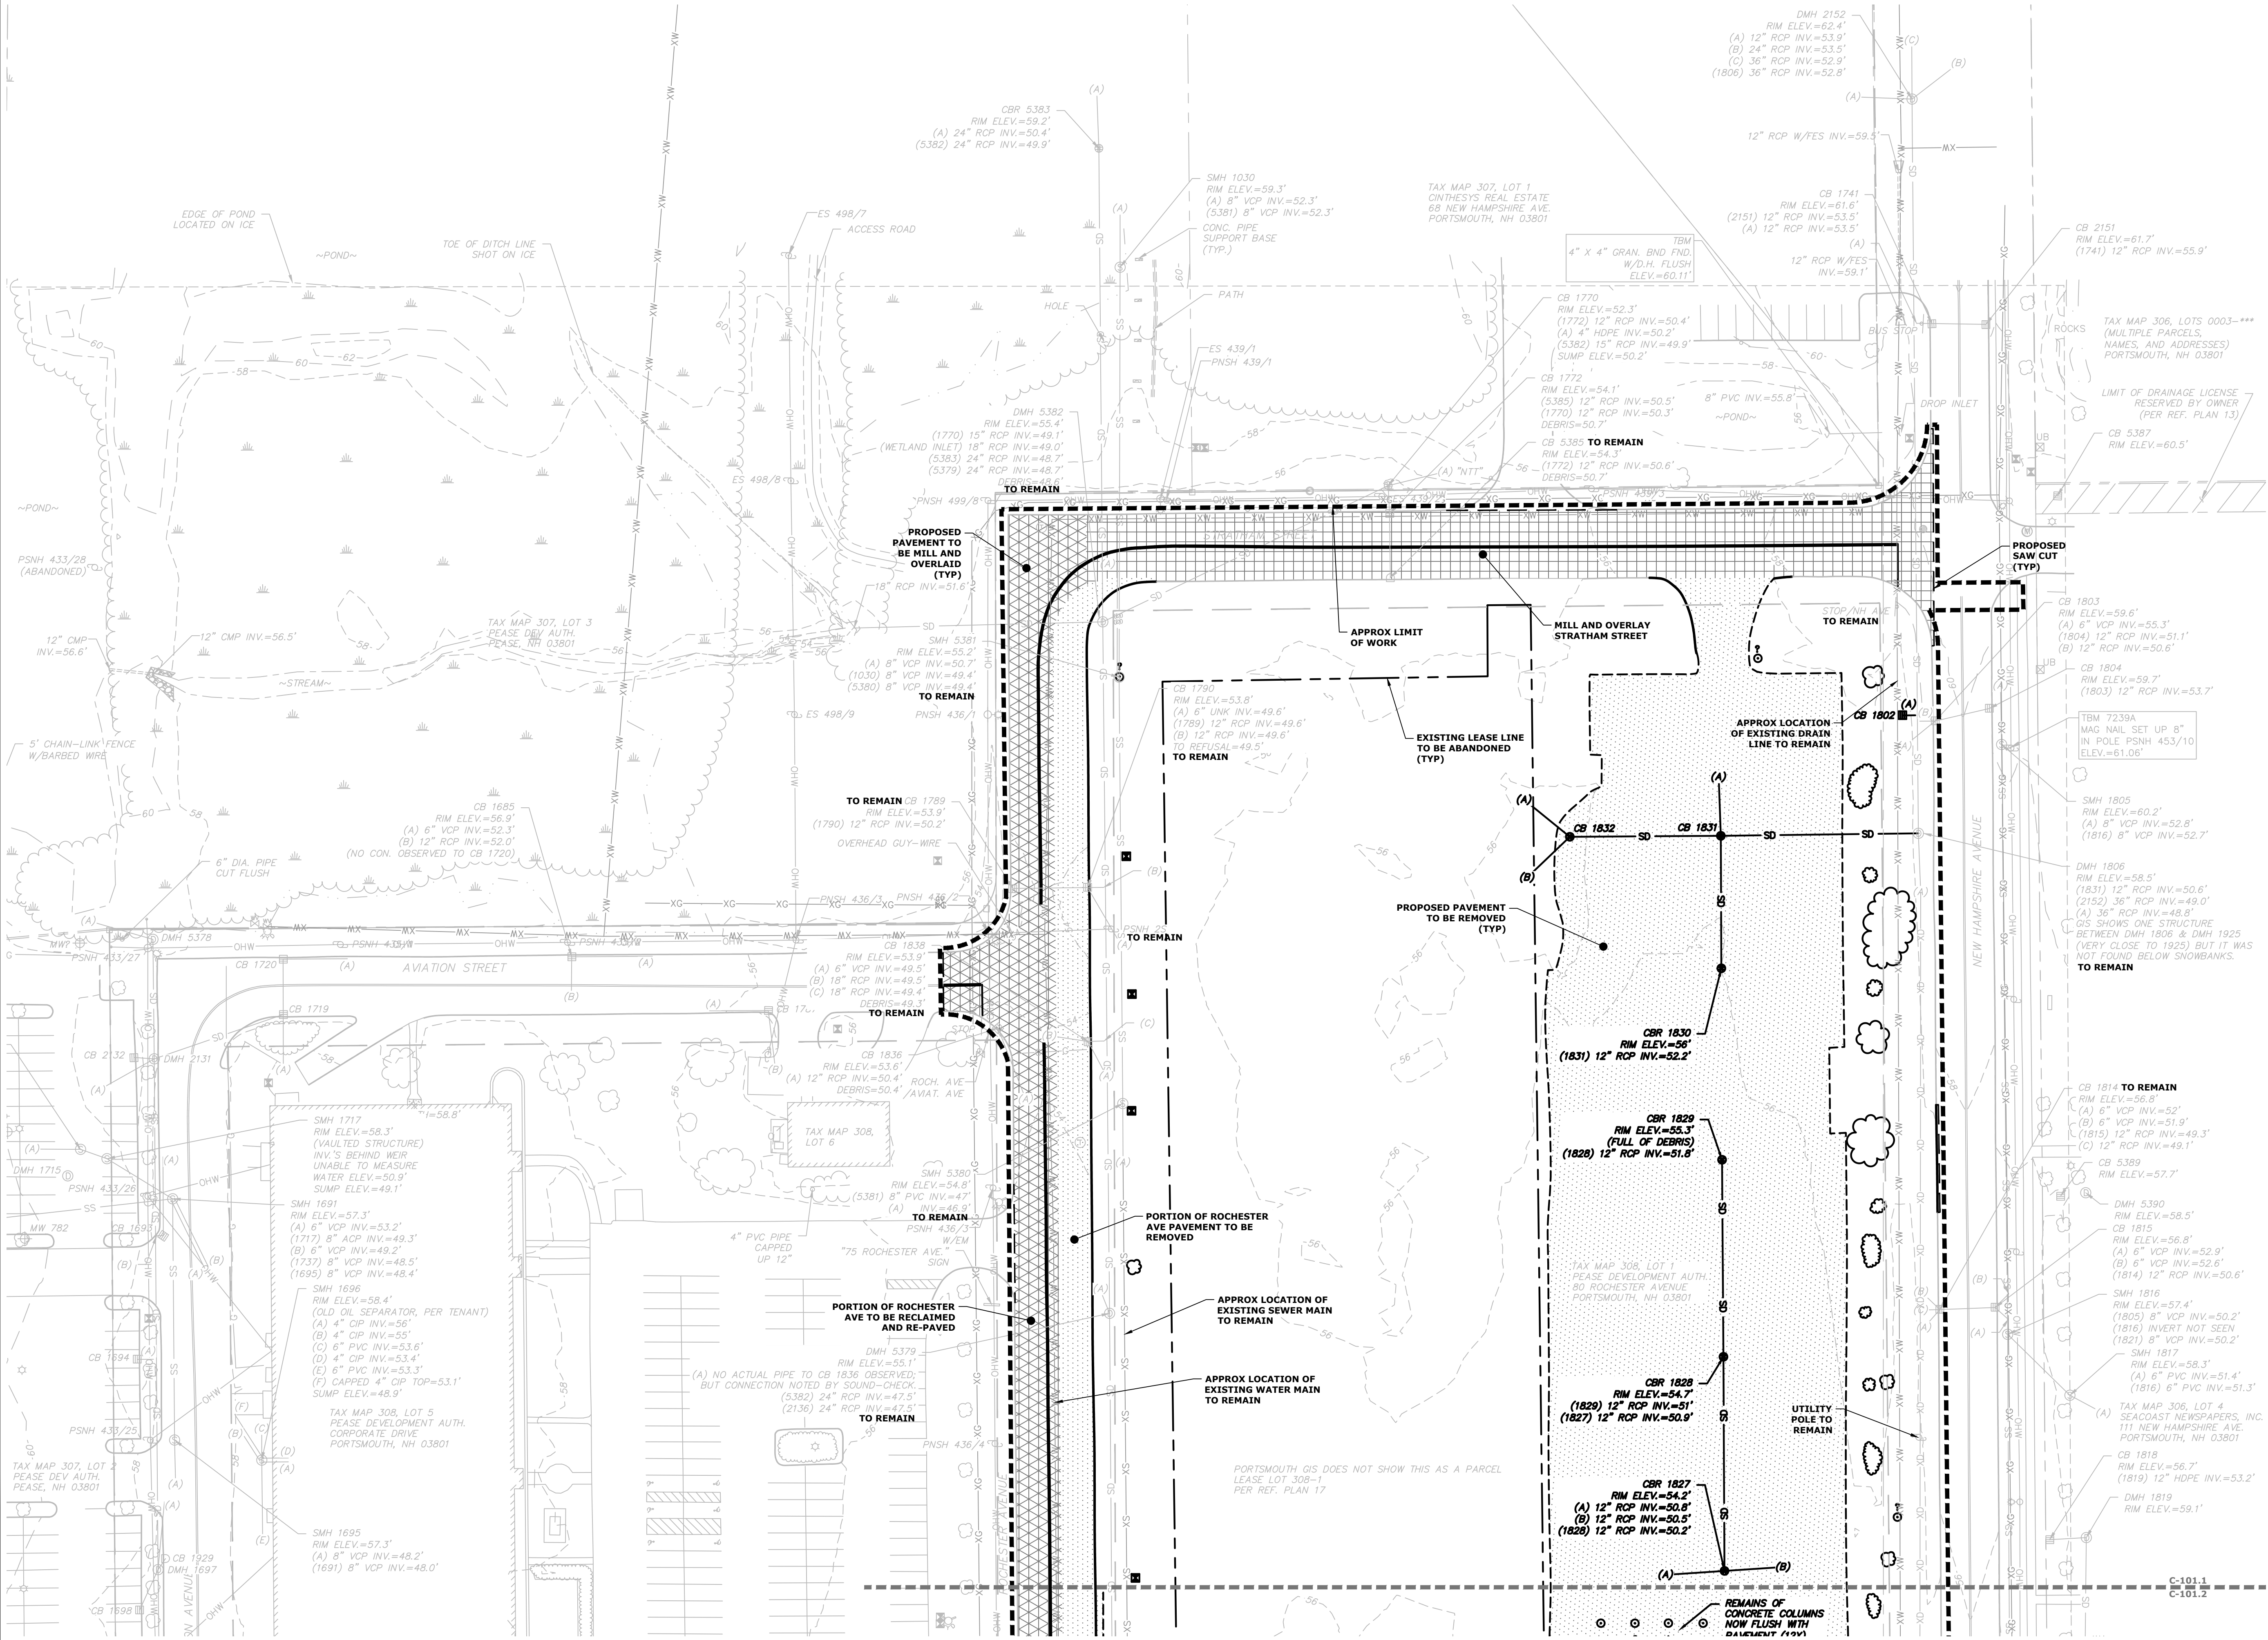 DMH 2152
RIM ELEV.=62.4'
(A) 12" RCP INV.=53.9'
(B) 24" RCP INV.=53.5'
(C) 36" RCP INV.=52.9'
(1806) 36" RCP INV.=52.8'
(C)
(B)
(A)
CBR 5383
RIM ELEV.=59.2'
(A) 24" RCP INV.=50.4'
(5382) 24" RCP INV.=49.9'
(A)
12" RCP W/FES INV.=59.5'
SMH 1030
RIM ELEV.=59.3'
(A) 8" VCP INV.=52.3'
(5381) 8" VCP INV.=52.3'
CONC. PIPE
SUPPORT BASE
(TYP.)
(A)
TAX MAP 307, LOT 1
CINTHESYS REAL ESTATE
68 NEW HAMPSHIRE AVE.
PORTSMOUTH, NH 03801
CB 1741
RIM ELEV.=61.6'
(2151) 12" RCP INV.=53.5'
(A) 12" RCP INV.=53.5'
(A)
12" RCP W/FES
INV.=59.1'
CB 2151
RIM ELEV.=61.7'
(1741) 12" RCP INV.=55.9'
EDGE OF POND
LOCATED ON ICE
~POND~
TOE OF DITCH LINE
SHOT ON ICE
ES 498/7
ACCESS ROAD
TBM
4" X 4" GRAN. BND FND.
W/D.H. FLUSH
ELEV.=60.11'
PATH
HOLE
CB 1770
RIM ELEV.=52.3'
(1772) 12" RCP INV.=50.4'
(A) 4" HDPE INV.=50.2'
(5382) 15" RCP INV.=49.9'
SUMP ELEV.=50.2'
BUS STOP
ROCKS
TAX MAP 306, LOTS 0003-***
(MULTIPLE PARCELS,
NAMES, AND ADDRESSES)
PORTSMOUTH, NH 03801
ES 439/1
PNSH 439/1
CB 1772
RIM ELEV.=54.1'
(5385) 12" RCP INV.=50.5'
(1770) 12" RCP INV.=50.3'
DEBRIS=50.7'
8" PVC INV.=55.8'
~POND~
DROP INLET
LIMIT OF DRAINAGE LICENSE
RESERVED BY OWNER
(PER REF. PLAN 13)
DMH 5382
RIM ELEV.=55.4'
(1770) 15" RCP INV.=49.1'
(WETLAND INLET) 18" RCP INV.=49.0'
(5383) 24" RCP INV.=48.7'
(5379) 24" RCP INV.=48.7'
DEBRIS=48.6'
TO REMAIN
CB 5385 TO REMAIN
RIM ELEV.=54.3'
(1772) 12" RCP INV.=50.6'
DEBRIS=50.7'
(A) "NTT"
CB 5387
RIM ELEV.=60.5'
UB
ES 498/8
PNSH 499/8
ES 439/2
PSNH 439/3
~POND~
PSNH 433/28
(ABANDONED)
PROPOSED
PAVEMENT TO
BE MILL AND
OVERLAID
(TYP)
STRATHAM STREET
PROPOSED
SAW CUT
(TYP)
18" RCP INV.=51.6'
12" CMP
INV.=56.6'
12" CMP INV.=56.5'
TAX MAP 307, LOT 3
PEASE DEV AUTH.
PEASE, NH 03801
~STREAM~
SMH 5381
RIM ELEV.=55.2'
(A) 8" VCP INV.=50.7'
(1030) 8" VCP INV.=49.4'
(5380) 8" VCP INV.=49.4'
TO REMAIN
APPROX LIMIT
OF WORK
MILL AND OVERLAY
STRATHAM STREET
STOP/NH AVE
TO REMAIN
CB 1803
RIM ELEV.=59.6'
(A) 6" VCP INV.=55.3'
(1804) 12" RCP INV.=51.1'
(B) 12" RCP INV.=50.6'
UB
CB 1804
RIM ELEV.=59.7'
(1803) 12" RCP INV.=53.7'
ES 498/9
PNSH 436/1
CB 1790
RIM ELEV.=53.8'
(A) 6" UNK INV.=49.6'
(1789) 12" RCP INV.=49.6'
(B) 12" RCP INV.=49.6'
TO REFUSAL=49.5'
TO REMAIN
EXISTING LEASE LINE
TO BE ABANDONED
(TYP)
CB 1802
(A)
APPROX LOCATION
OF EXISTING DRAIN
LINE TO REMAIN
TBM 7239A
MAG NAIL SET UP 8"
IN POLE PSNH 453/10
ELEV.=61.06'
5' CHAIN-LINK FENCE
W/BARBED WIRE
CB 1685
RIM ELEV.=56.9'
(A) 6" VCP INV.=52.3'
(B) 12" RCP INV.=52.0'
(NO CON. OBSERVED TO CB 1720)
TO REMAIN CB 1789
RIM ELEV.=53.9'
(1790) 12" RCP INV.=50.2'
OVERHEAD GUY-WIRE
(A)
(A)
CB 1832
CB 1831
(B)
SMH 1805
RIM ELEV.=60.2'
(A) 8" VCP INV.=52.8'
(1816) 8" VCP INV.=52.7'
6" DIA. PIPE
CUT FLUSH
PNSH 436/3
PNSH 436/2
PROPOSED PAVEMENT
TO BE REMOVED
(TYP)
NEW HAMPSHIRE AVENUE
DMH 1806
RIM ELEV.=58.5'
(1831) 12" RCP INV.=50.6'
(2152) 36" RCP INV.=49.0'
(A) 36" RCP INV.=48.8'
GIS SHOWS ONE STRUCTURE
BETWEEN DMH 1806 & DMH 1925
(VERY CLOSE TO 1925) BUT IT WAS
NOT FOUND BELOW SNOWBANKS.
TO REMAIN
MW?
DMH 5378
PSNH 433/27
CB 1720
AVIATION STREET
PSNH 25
TO REMAIN
CB 1838
RIM ELEV.=53.9'
(A) 6" VCP INV.=49.5'
(B) 18" RCP INV.=49.5'
(C) 18" RCP INV.=49.4'
DEBRIS=49.3'
TO REMAIN
CB 1719
STOP
(C)
CBR 1830
RIM ELEV.=56'
(1831) 12" RCP INV.=52.2'
CB 2132
DMH 2131
CB 1836
RIM ELEV.=53.6'
(A) 12" RCP INV.=50.4'
DEBRIS=50.4'
ROCH. AVE
/AVIAT. AVE
CB 1814 TO REMAIN
RIM ELEV.=56.8'
(A) 6" VCP INV.=52'
(B) 6" VCP INV.=51.9'
(1815) 12" RCP INV.=49.3'
(C) 12" RCP INV.=49.1'
SMH 1717
RIM ELEV.=58.3'
(VAULTED STRUCTURE)
INV.'S BEHIND WEIR
UNABLE TO MEASURE
WATER ELEV.=50.9'
SUMP ELEV.=49.1'
TAX MAP 308,
LOT 6
CBR 1829
RIM ELEV.=55.3'
(FULL OF DEBRIS)
(1828) 12" RCP INV.=51.8'
DMH 1715
PSNH 433/26
CB 5389
RIM ELEV.=57.7'
SMH 5380
RIM ELEV.=54.8'
(5381) 8" PVC INV.=47'
(A) INV.=46.9'
TO REMAIN
PSNH 436/3
W/EM
SMH 1691
RIM ELEV.=57.3'
(A) 6" VCP INV.=53.2'
(1717) 8" ACP INV.=49.3'
(B) 6" VCP INV.=49.2'
(1737) 8" VCP INV.=48.5'
(1695) 8" VCP INV.=48.4'
MW 782
CB 1693
4" PVC PIPE
CAPPED
UP 12"
"75 ROCHESTER AVE."
SIGN
PORTION OF ROCHESTER
AVE PAVEMENT TO BE
REMOVED
DMH 5390
RIM ELEV.=58.5'
CB 1815
RIM ELEV.=56.8'
(A) 6" VCP INV.=52.9'
(B) 6" VCP INV.=52.6'
(1814) 12" RCP INV.=50.6'
TAX MAP 308, LOT 1
PEASE DEVELOPMENT AUTH.
80 ROCHESTER AVENUE
PORTSMOUTH, NH 03801
SMH 1696
RIM ELEV.=58.4'
(OLD OIL SEPARATOR, PER TENANT)
(A) 4" CIP INV.=56'
(B) 4" CIP INV.=55'
(C) 6" PVC INV.=53.6'
(D) 4" CIP INV.=53.4'
(E) 6" PVC INV.=53.3'
(F) CAPPED 4" CIP TOP=53.1'
SUMP ELEV.=48.9'
PORTION OF ROCHESTER
AVE TO BE RECLAIMED
AND RE-PAVED
APPROX LOCATION OF
EXISTING SEWER MAIN
TO REMAIN
SMH 1816
RIM ELEV.=57.4'
(1805) 8" VCP INV.=50.2'
(1816) INVERT NOT SEEN
(1821) 8" VCP INV.=50.2'
CB 1694
DMH 5379
RIM ELEV.=55.1'
(A) NO ACTUAL PIPE TO CB 1836 OBSERVED,
BUT CONNECTION NOTED BY SOUND-CHECK.
(5382) 24" RCP INV.=47.5'
(2136) 24" RCP INV.=47.5'
TO REMAIN
APPROX LOCATION OF
EXISTING WATER MAIN
TO REMAIN
CBR 1828
RIM ELEV.=54.7'
(1829) 12" RCP INV.=51'
(1827) 12" RCP INV.=50.9'
SMH 1817
RIM ELEV.=58.3'
(A) 6" PVC INV.=51.4'
(1816) 6" PVC INV.=51.3'
UTILITY
POLE TO
REMAIN
TAX MAP 306, LOT 4
SEACOAST NEWSPAPERS, INC.
111 NEW HAMPSHIRE AVE.
PORTSMOUTH, NH 03801
TAX MAP 308, LOT 5
PEASE DEVELOPMENT AUTH.
CORPORATE DRIVE
PORTSMOUTH, NH 03801
PSNH 433/25
PNSH 436/4
TAX MAP 307, LOT 2
PEASE DEV AUTH.
PEASE, NH 03801
PORTSMOUTH GIS DOES NOT SHOW THIS AS A PARCEL
LEASE LOT 308-1
PER REF. PLAN 17
CB 1818
RIM ELEV.=56.7'
(1819) 12" HDPE INV.=53.2'
CBR 1827
RIM ELEV.=54.2'
(A) 12" RCP INV.=50.8'
(B) 12" RCP INV.=50.5'
(1828) 12" RCP INV.=50.2'
DMH 1819
RIM ELEV.=59.1'
SMH 1695
RIM ELEV.=57.3'
(A) 8" VCP INV.=48.2'
(1691) 8" VCP INV.=48.0'
CB 1929
DMH 1697
ROCHESTER AVENUE
(A)
(B)
C-101.1
C-101.2
CB 1698
REMAINS OF
CONCRETE COLUMNS
NOW FLUSH WITH
PAVEMENT (12X)